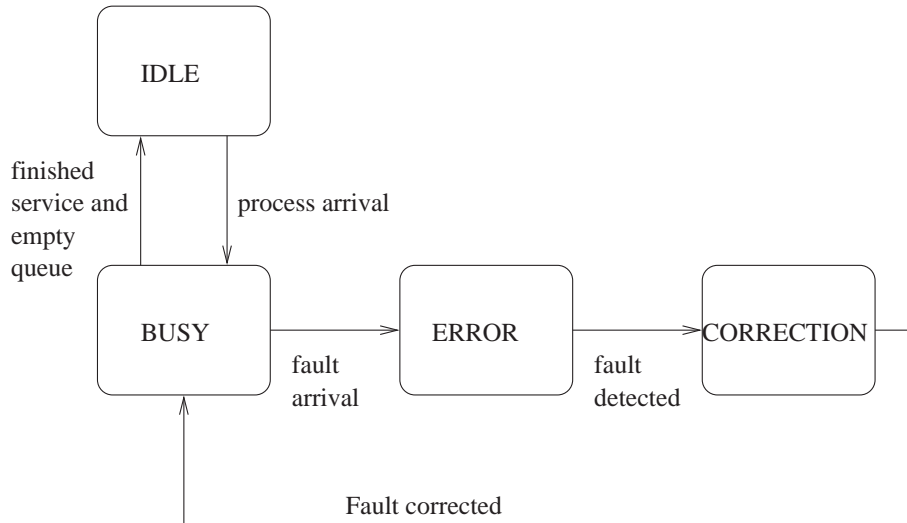 IDLE
finished
service and
empty
queue
process arrival
BUSY
ERROR
CORRECTION
fault
arrival
fault
detected
Fault corrected